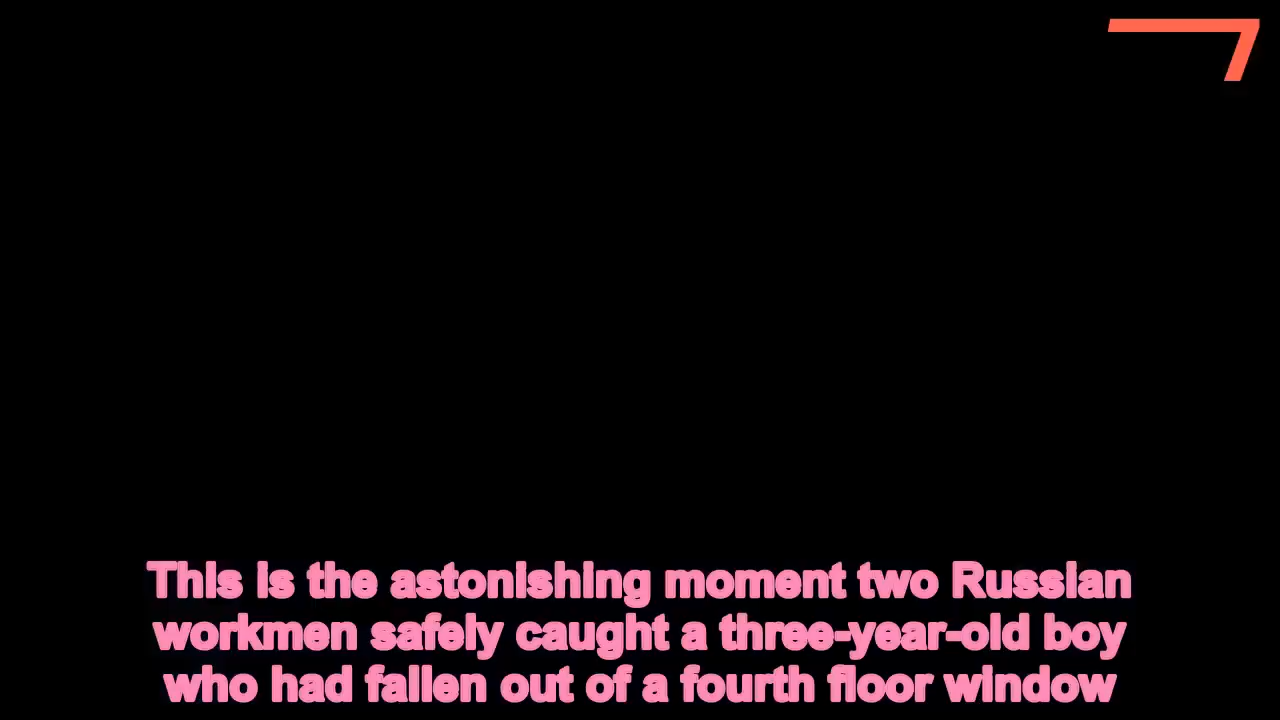 This is the astonishing moment two Russian
workmen safely caught a three-year-old boy
who had fallen out of a fourth floor window